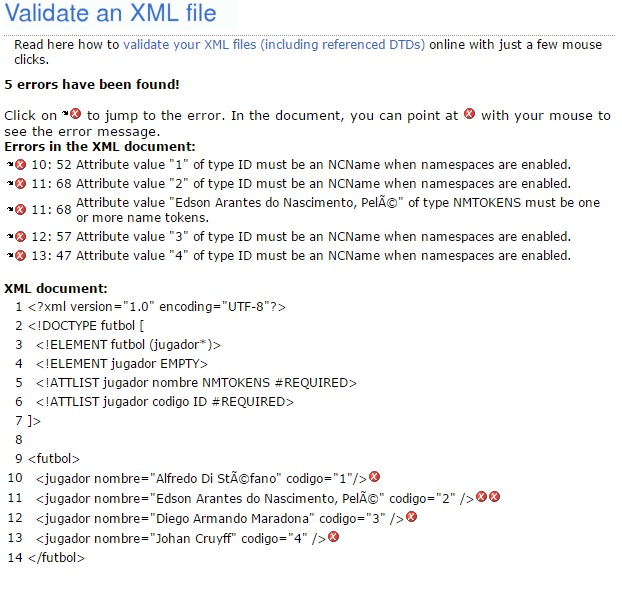 Validate an XML file
Read here how to validate your XML files (including referenced DTDs) online with just a few mouse
clicks.
5 errors have been found!
Click on to jump to the error. In the document, you can point at with your mouse to
see the error message.
Errors in the XML document:
10: 52 Attribute value "1" of type ID must be an NCName when namespaces are enabled.
11: 68 Attribute value "2" of type ID must be an NCName when namespaces are enabled.
11: 68 Attribute value "Edson Arantes do Nascimento, PelÃ©" of type NMTOKENS must be one
or more name tokens.
12: 57 Attribute value "3" of type ID must be an NCName when namespaces are enabled.
13: 47 Attribute value "4" of type ID must be an NCName when namespaces are enabled.
XML document:
1 <?xml version="1.0" encoding="UTF-8"?>
2 <!DOCTYPE futbol [
3 <!ELEMENT futbol (jugador*)>
4 <!ELEMENT jugador EMPTY>
5 <!ATTLIST jugador nombre NMTOKENS #REQUIRED>
6 <!ATTLIST jugador codigo ID #REQUIRED>
7 ]>
8
9 <futbol>
10 <jugador nombre="Alfredo Di StÃ©fano" codigo="1"/>
11 <jugador nombre="Edson Arantes do Nascimento, PelÃ©" codigo="2" />
12 <jugador nombre="Diego Armando Maradona" codigo="3" />
13 <jugador nombre="Johan Cruyff" codigo="4" />
14 </futbol>